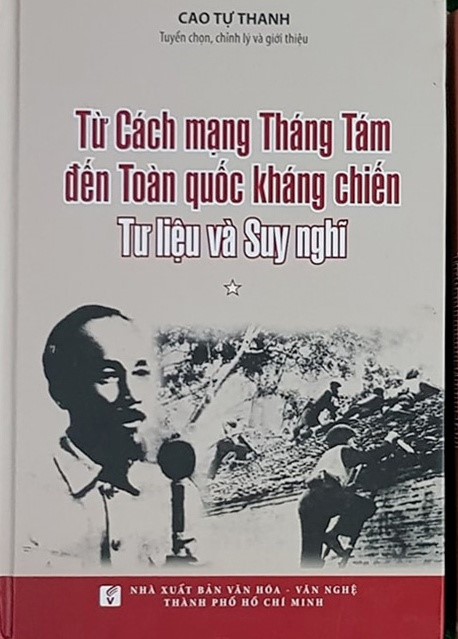 CAO TỰ THANH
Tuyển chọn, chỉnh lý và giới thiệu
Từ Cách mạng Tháng Tám
đến Toàn quốc kháng chiến
Tư liệu và Suy nghĩ
NHÀ XUẤT BẢN VĂN HÓA - VĂN NGHỆ
THÀNH PHỐ HỒ CHÍ MINH